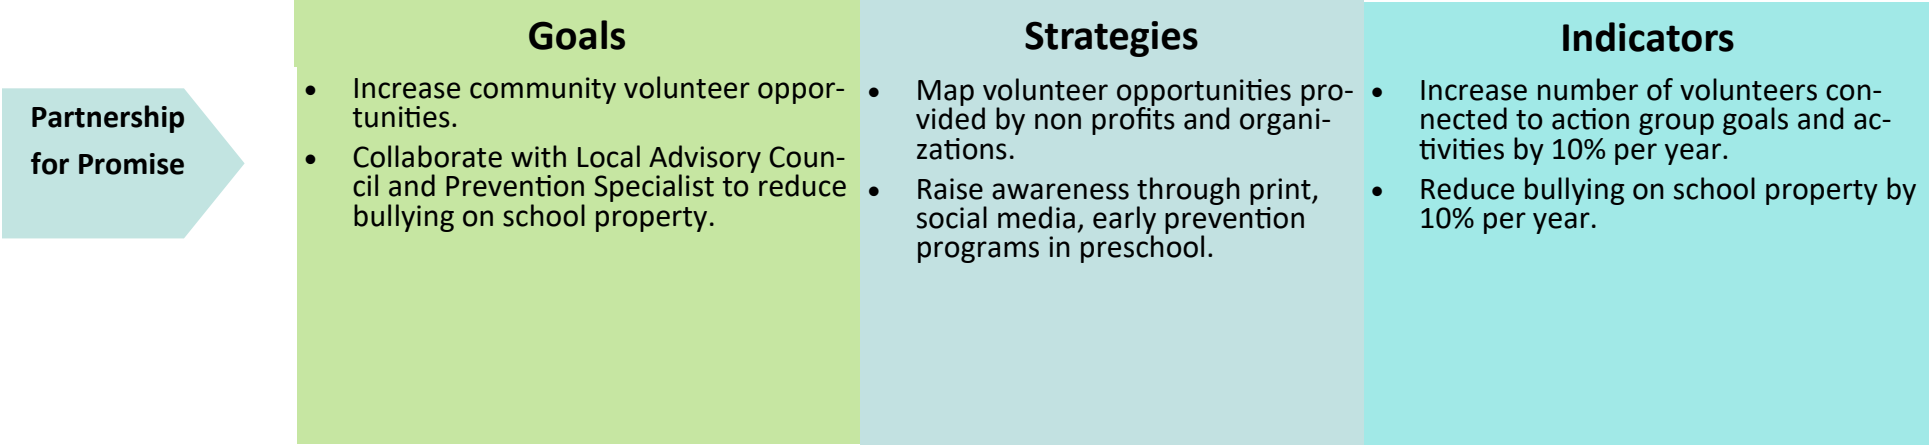 Partnership
for Promise
Goals
• Increase community volunteer oppor-
tunities.
• Collaborate with Local Advisory Coun-
cil and Prevention Specialist to reduce
bullying on school property.
Strategies
• Map volunteer opportunities pro-
vided by non profits and organi-
zations.
• Raise awareness through print,
social media, early prevention
programs in preschool.
Indicators
• Increase number of volunteers con-
nected to action group goals and ac-
tivities by 10% per year.
• Reduce bullying on school property by
10% per year.